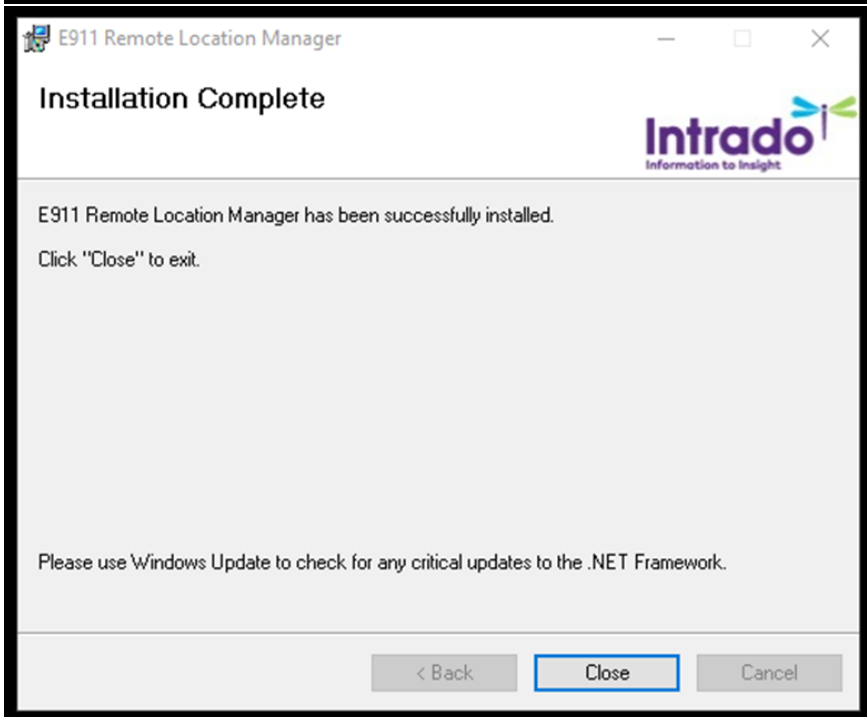 E911 Remote Location Manager
Installation Complete
Intrado
Information to Insight
E911 Remote Location Manager has been successfully installed.
Click "Close" to exit.
Please use Windows Update to check for any critical updates to the .NET Framework.
< Back
Close
Cancel